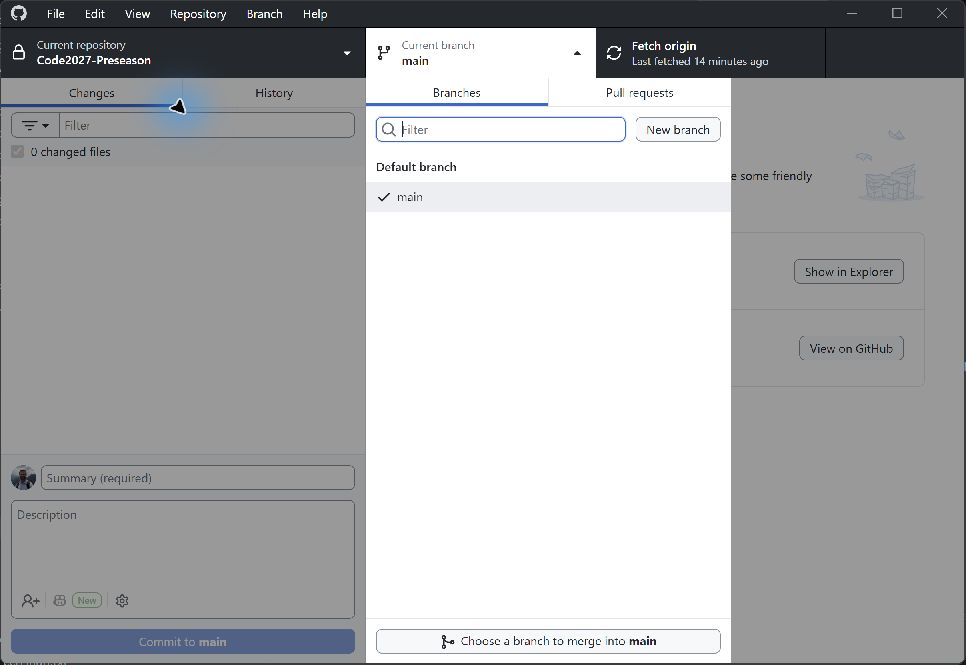 File Edit View Repository Branch Help
Current repository
Code2027-Preseason
Current branch
main
Fetch origin
Last fetched 14 minutes ago
Changes History
Filter
0 changed files
Branches Pull requests
Filter
New branch
Default branch
main
e some friendly
Show in Explorer
View on GitHub
Summary (required)
Description
New
Commit to main
Choose a branch to merge into main